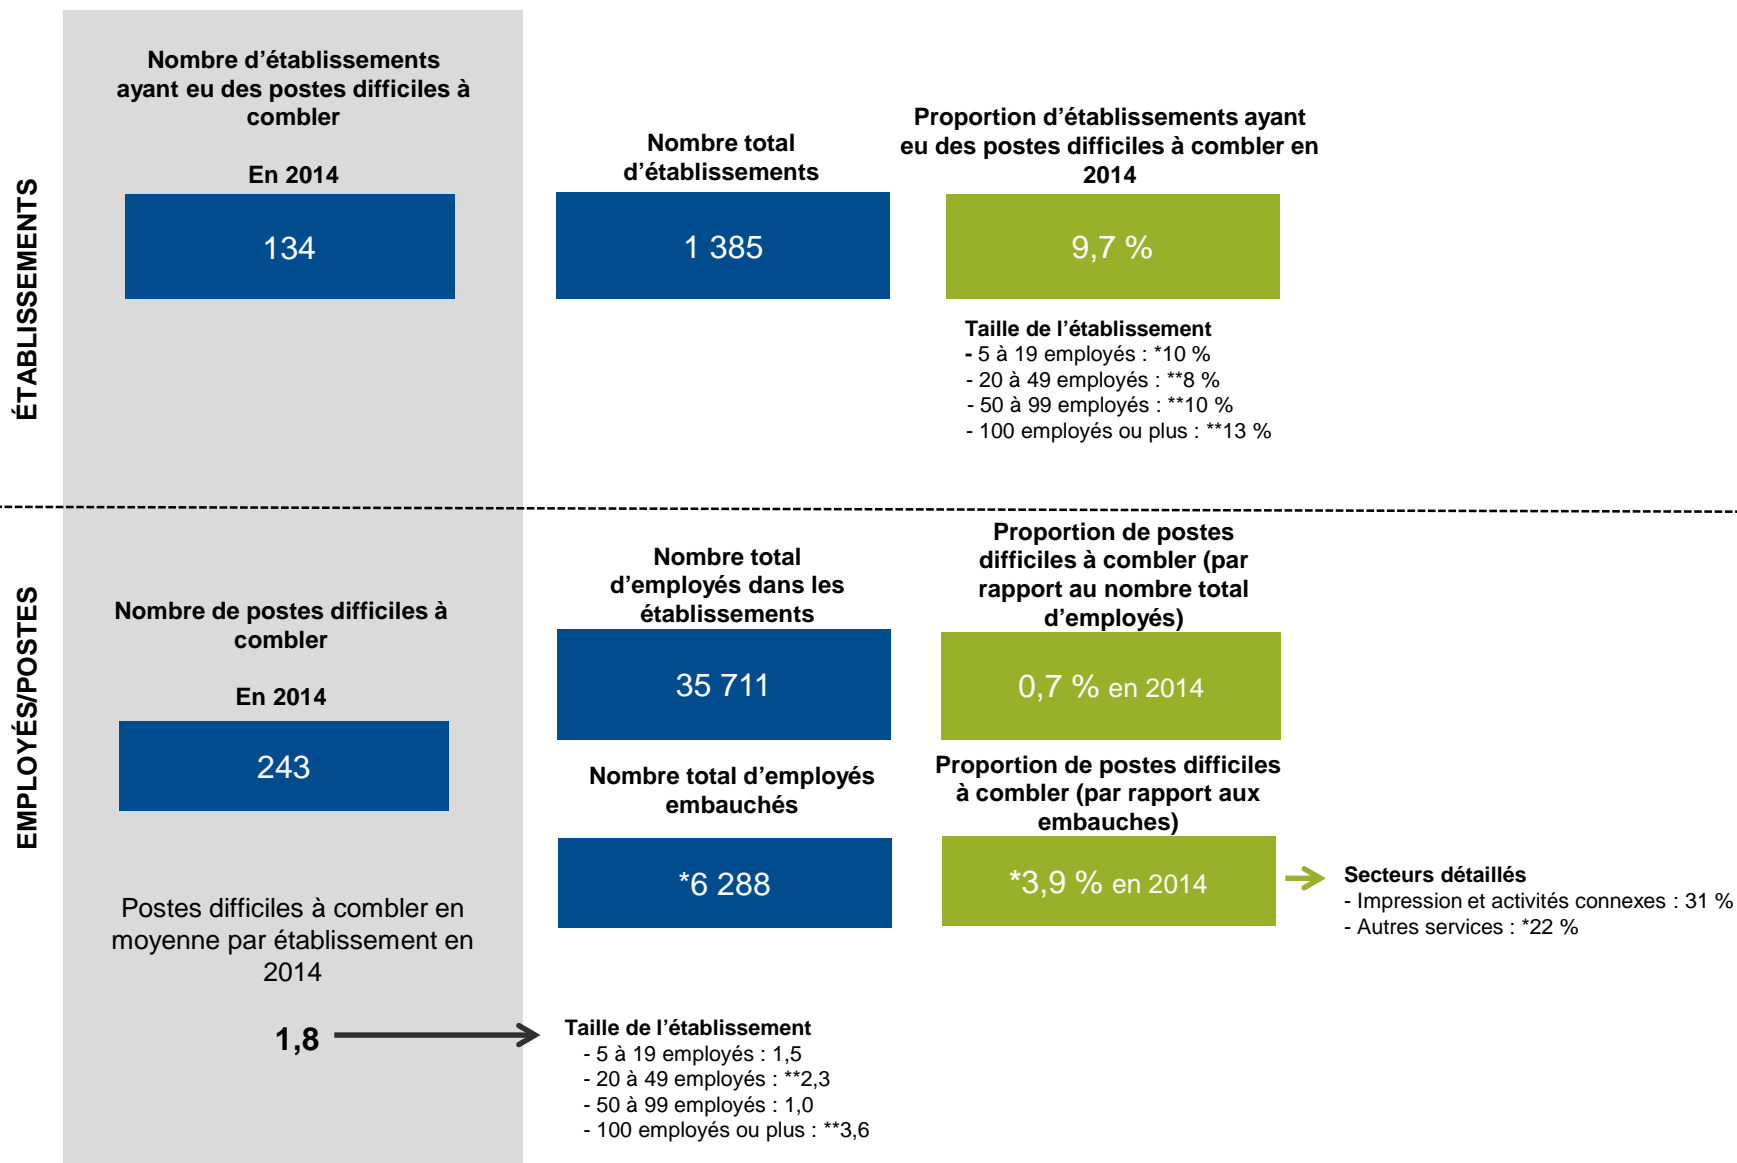 ÉTABLISSEMENTS
Nombre d’établissements
ayant eu des postes difficiles à
combler
En 2014
134
Nombre total
d’établissements
1 385
Proportion d’établissements ayant
eu des postes difficiles à combler en
2014
9,7 %
Taille de l’établissement
- 5 à 19 employés : *10 %
- 20 à 49 employés : **8 %
- 50 à 99 employés : **10 %
- 100 employés ou plus : **13 %
EMPLOYÉS/POSTES
Nombre de postes difficiles à
combler
En 2014
243
Nombre total
d’employés dans les
établissements
35 711
Proportion de postes
difficiles à combler (par
rapport au nombre total
d’employés)
0,7 % en 2014
Nombre total d’employés
embauchés
*6 288
Proportion de postes difficiles
à combler (par rapport aux
embauches)
*3,9 % en 2014
Secteurs détaillés
- Impression et activités connexes : 31 %
- Autres services : *22 %
Postes difficiles à combler en
moyenne par établissement en
2014
1,8
Taille de l’établissement
- 5 à 19 employés : 1,5
- 20 à 49 employés : **2,3
- 50 à 99 employés : 1,0
- 100 employés ou plus : **3,6